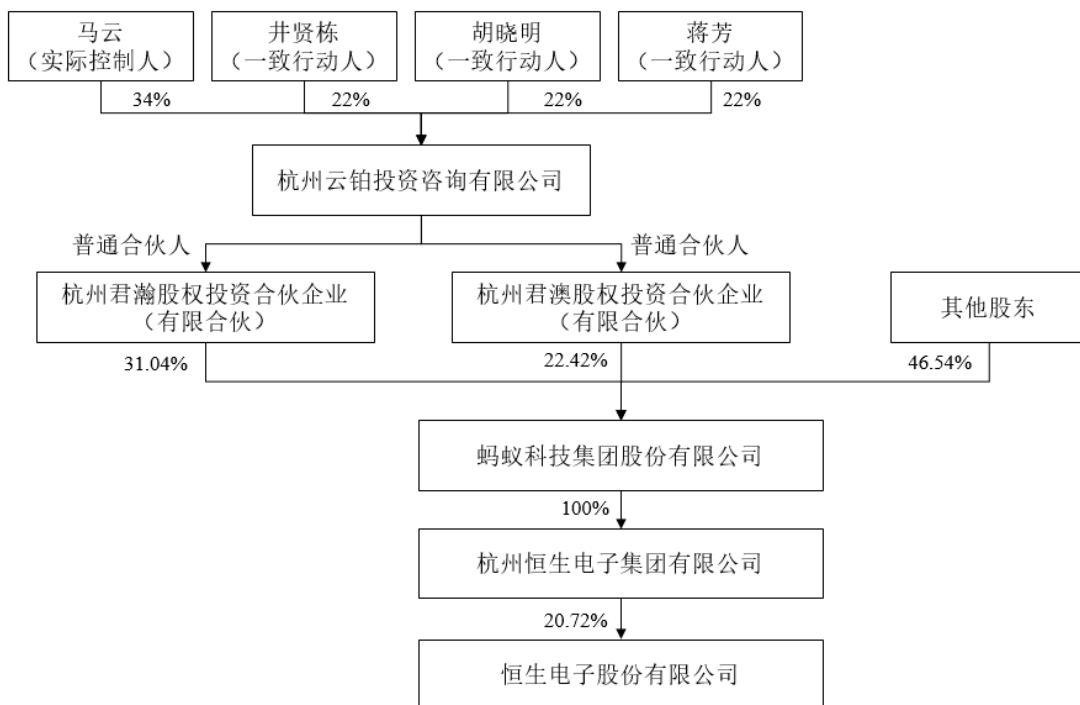 马云
（实际控制人）
井贤栋
（一致行动人）
胡晓明
（一致行动人）
蒋芳
（一致行动人）
34%
22%
22%
22%
杭州云铂投资咨询有限公司
普通合伙人
普通合伙人
杭州君瀚股权投资合伙企业
（有限合伙）
杭州君澳股权投资合伙企业
（有限合伙）
其他股东
31.04%
22.42%
46.54%
蚂蚁科技集团股份有限公司
100%
杭州恒生电子集团有限公司
20.72%
恒生电子股份有限公司